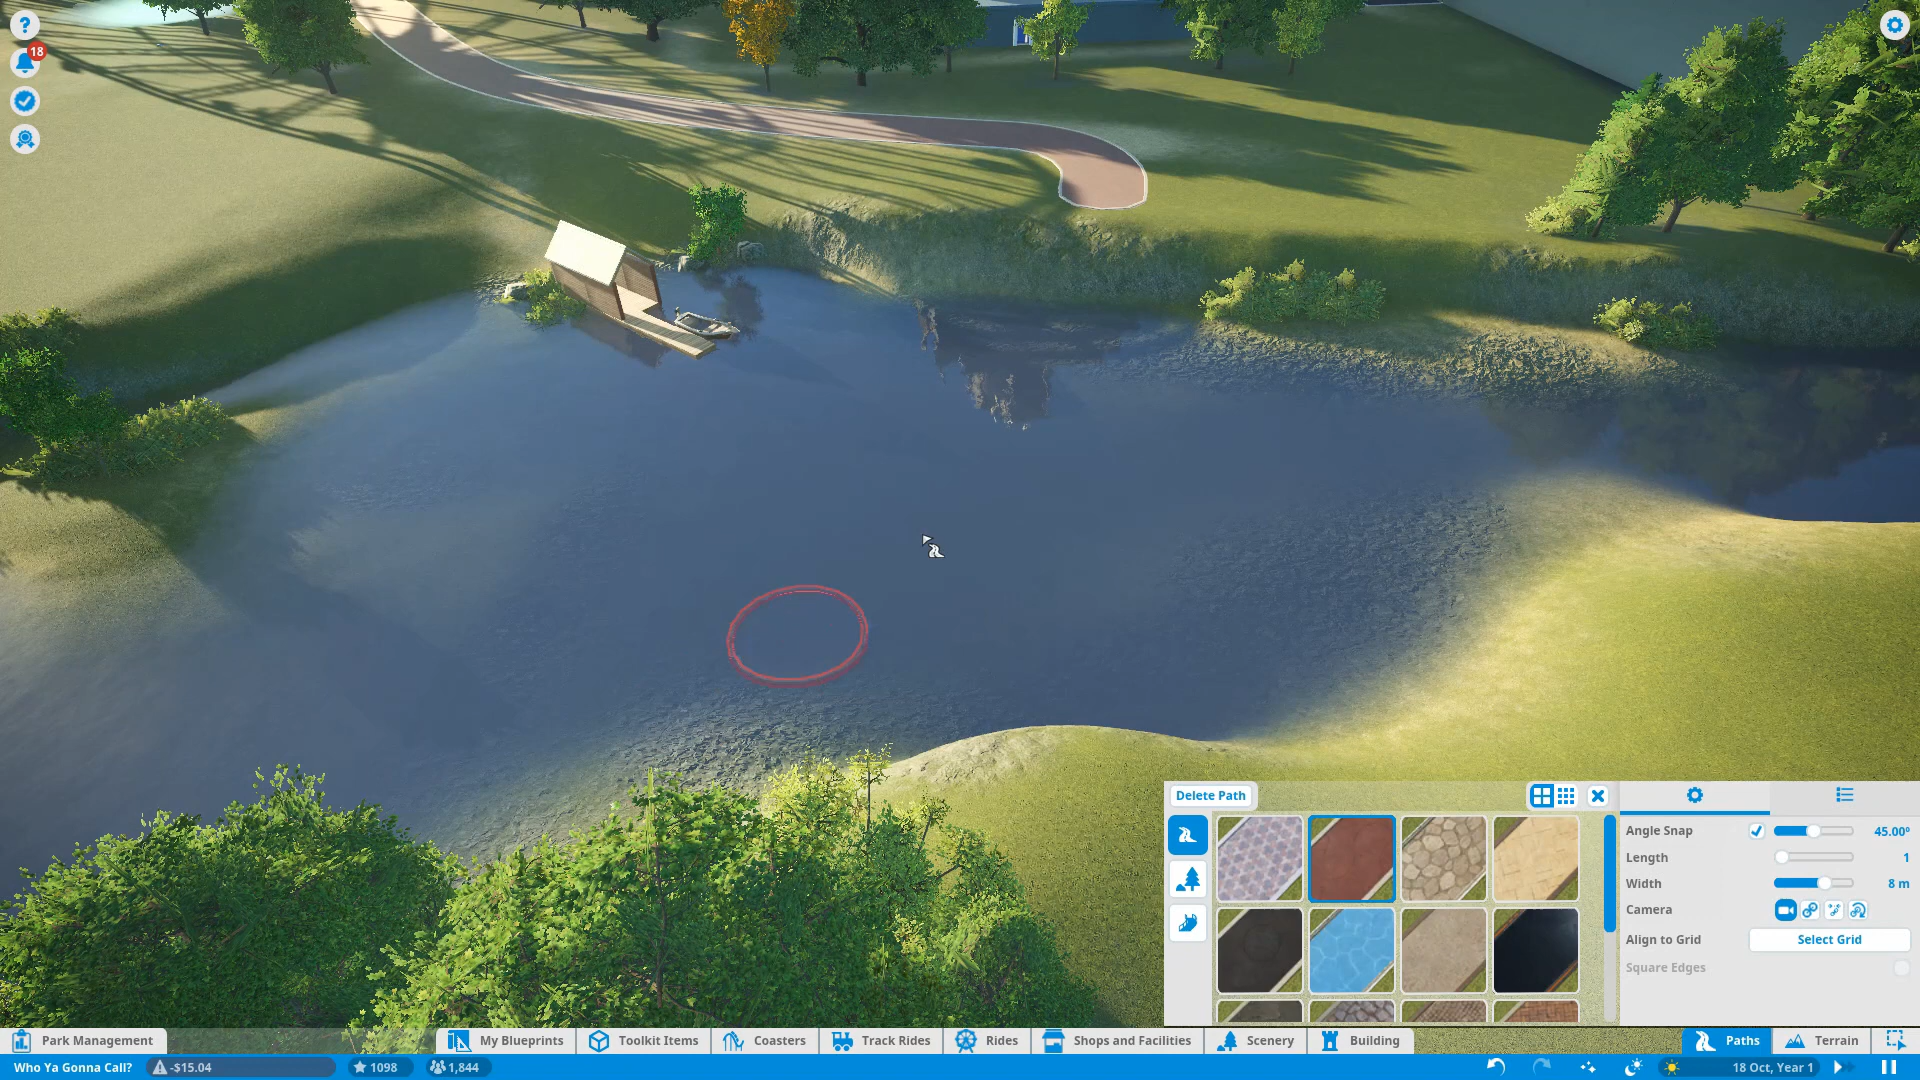 ?
18
Delete Path
Angle Snap 45.00°
Length 1
Width 8 m
Camera
Align to Grid Select Grid
Square Edges
Park Management My Blueprints Toolkit Items Coasters Track Rides Rides Shops and Facilities Scenery Building Paths Terrain
Who Ya Gonna Call? -$15.04 1098 1,844 18 Oct, Year 1